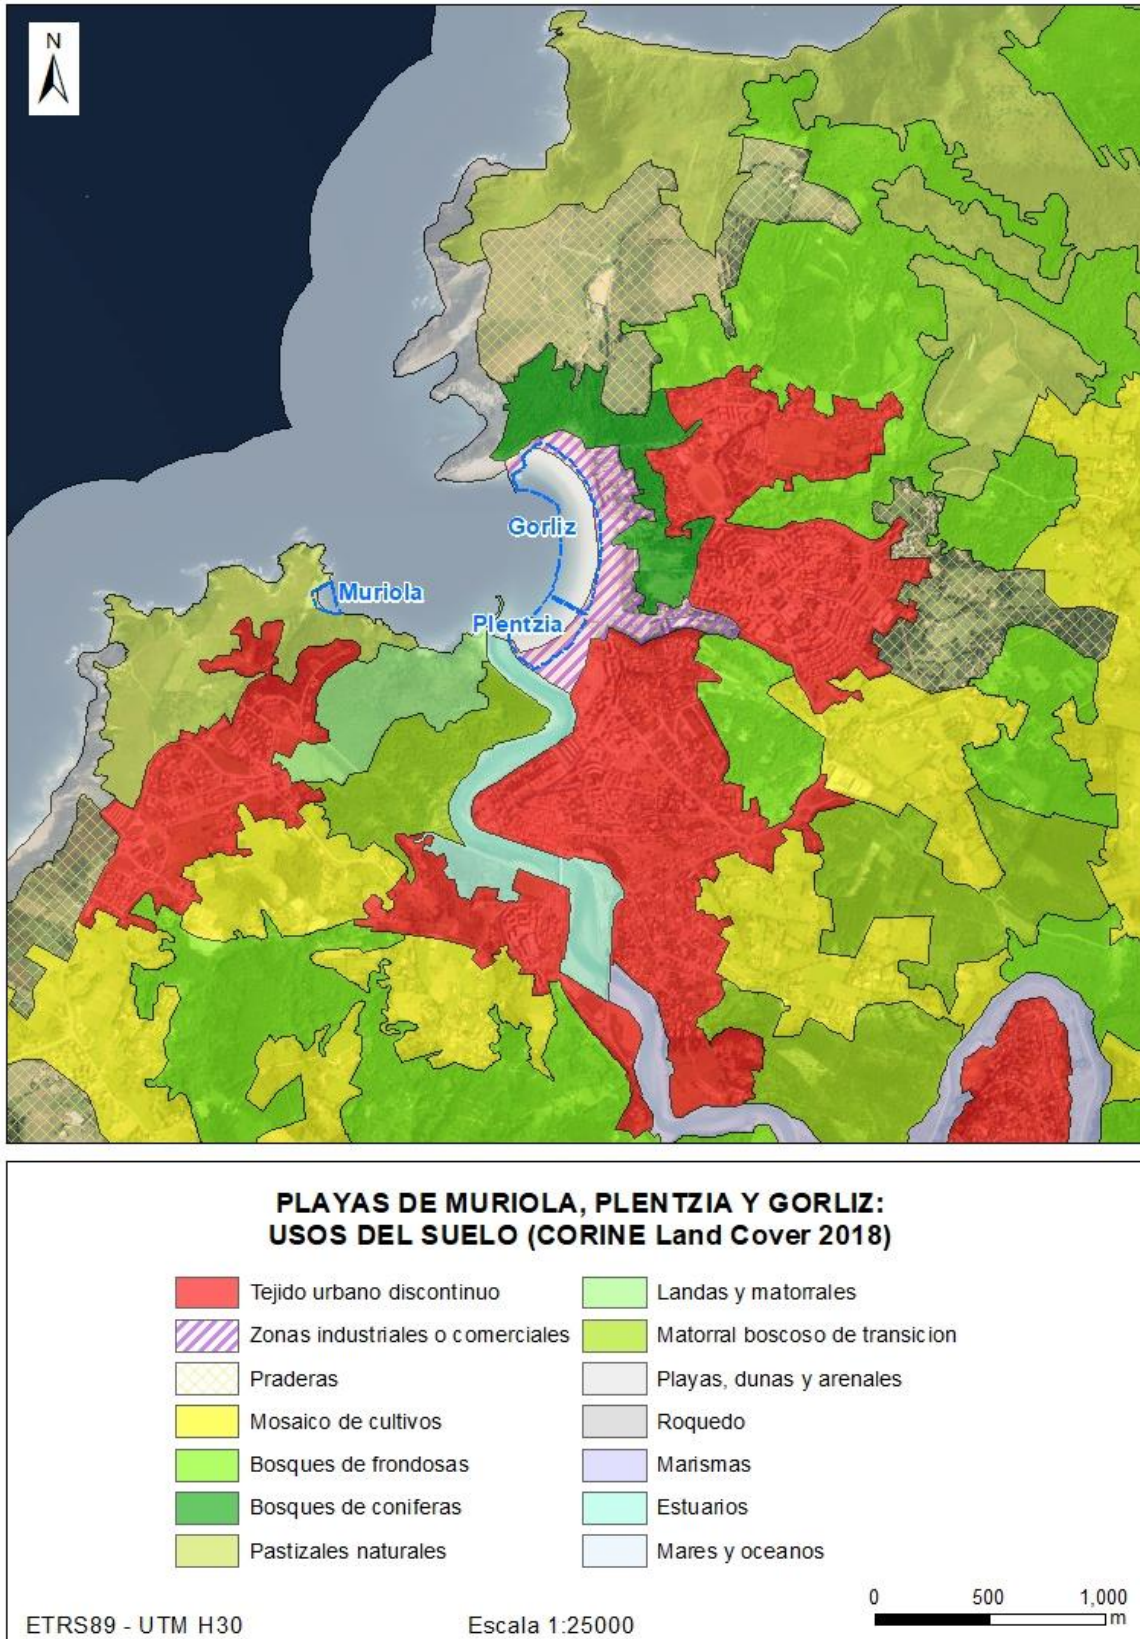 N
Gorliz
Muriola
Plentzia
PLAYAS DE MURIOLA, PLENTZIA Y GORLIZ:
USOS DEL SUELO (CORINE Land Cover 2018)
Tejido urbano discontinuo
Zonas industriales o comerciales
Praderas
Mosaico de cultivos
Bosques de frondosas
Bosques de coniferas
Pastizales naturales
Landas y matorrales
Matorral boscoso de transicion
Playas, dunas y arenales
Roquedo
Marismas
Estuarios
Mares y oceanos
0 500 1,000
m
ETRS89 - UTM H30
Escala 1:25000